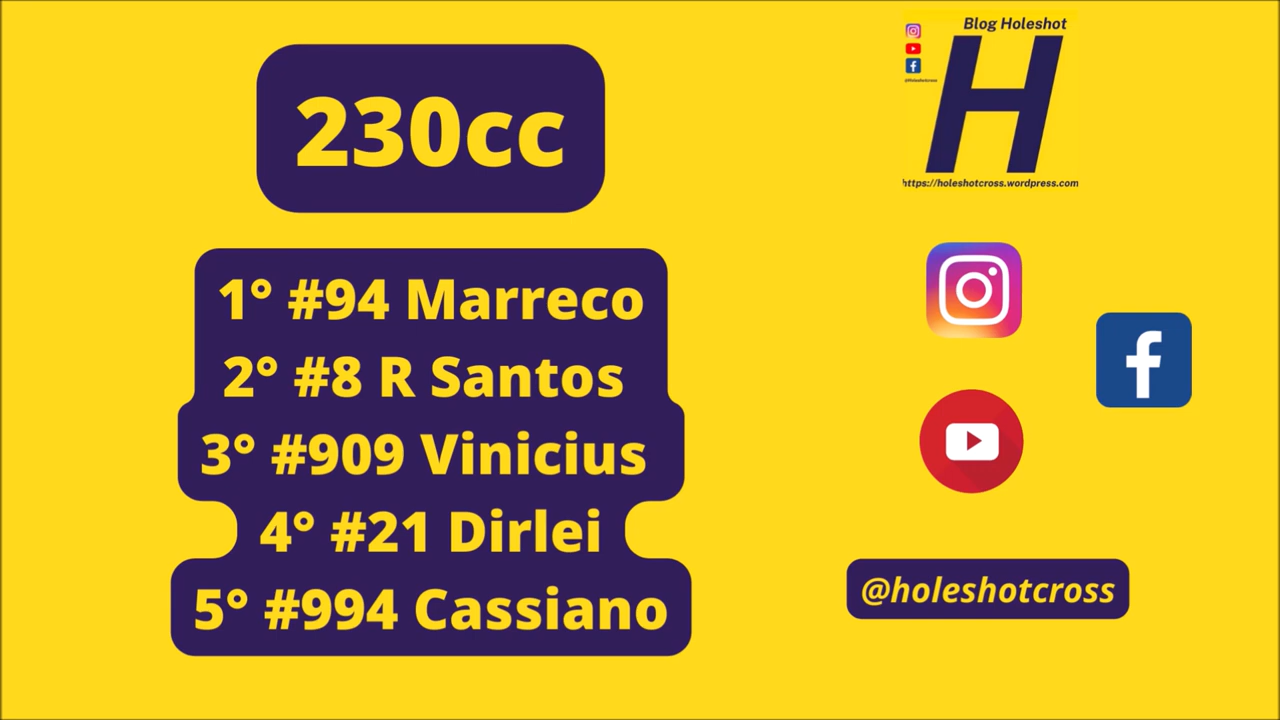 230cc
1° #94 Marreco
2° #8 R Santos
3° #909 Vinicius
4° #21 Dirlei
5° #994 Cassiano
Blog Holeshot
H
@Holeshotcross
https://holeshotcross.wordpress.com
@holeshotcross